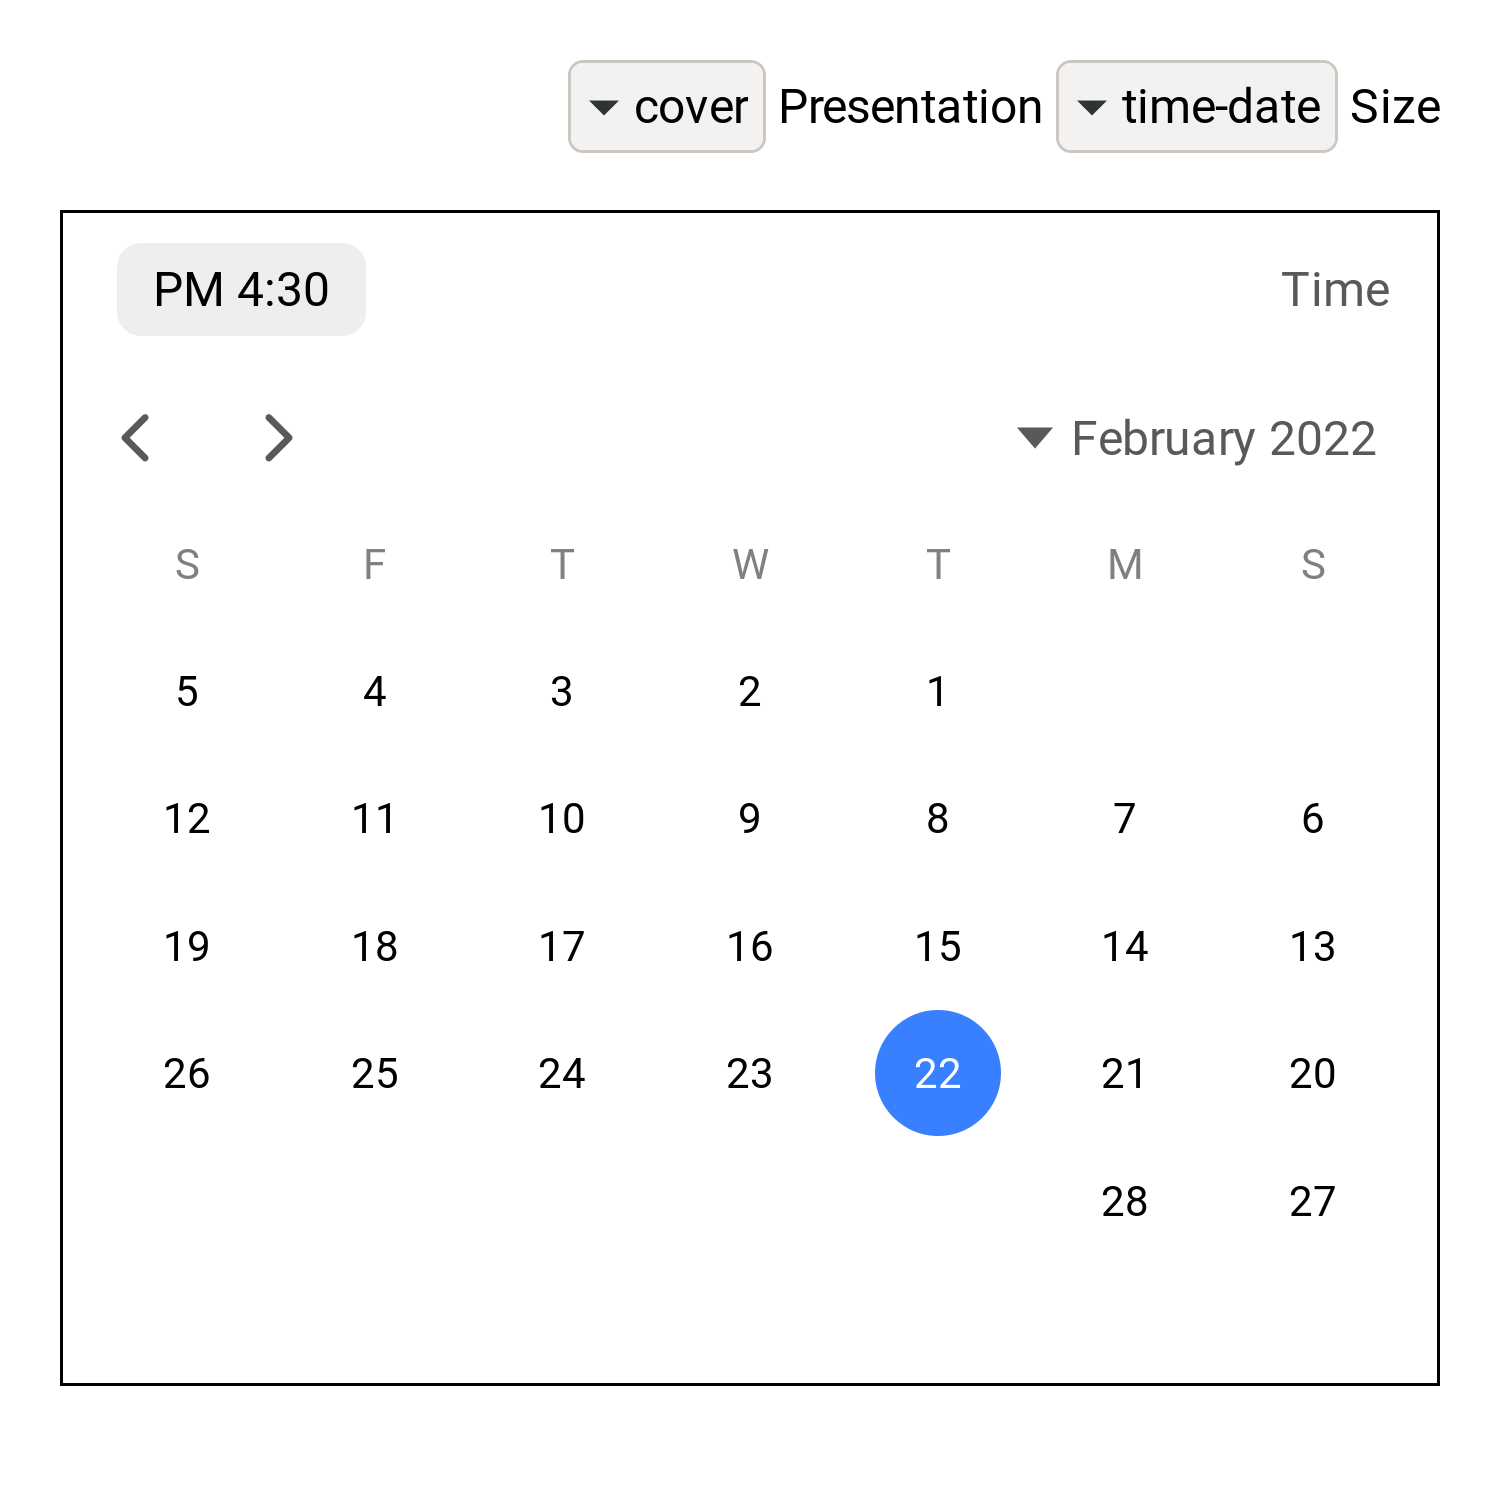 cover Presentation time-date Size
PM 4:30 Time
February 2022
S F T W T M S
5 4 3 2 1
12 11 10 9 8 7 6
19 18 17 16 15 14 13
26 25 24 23 22 21 20
28 27